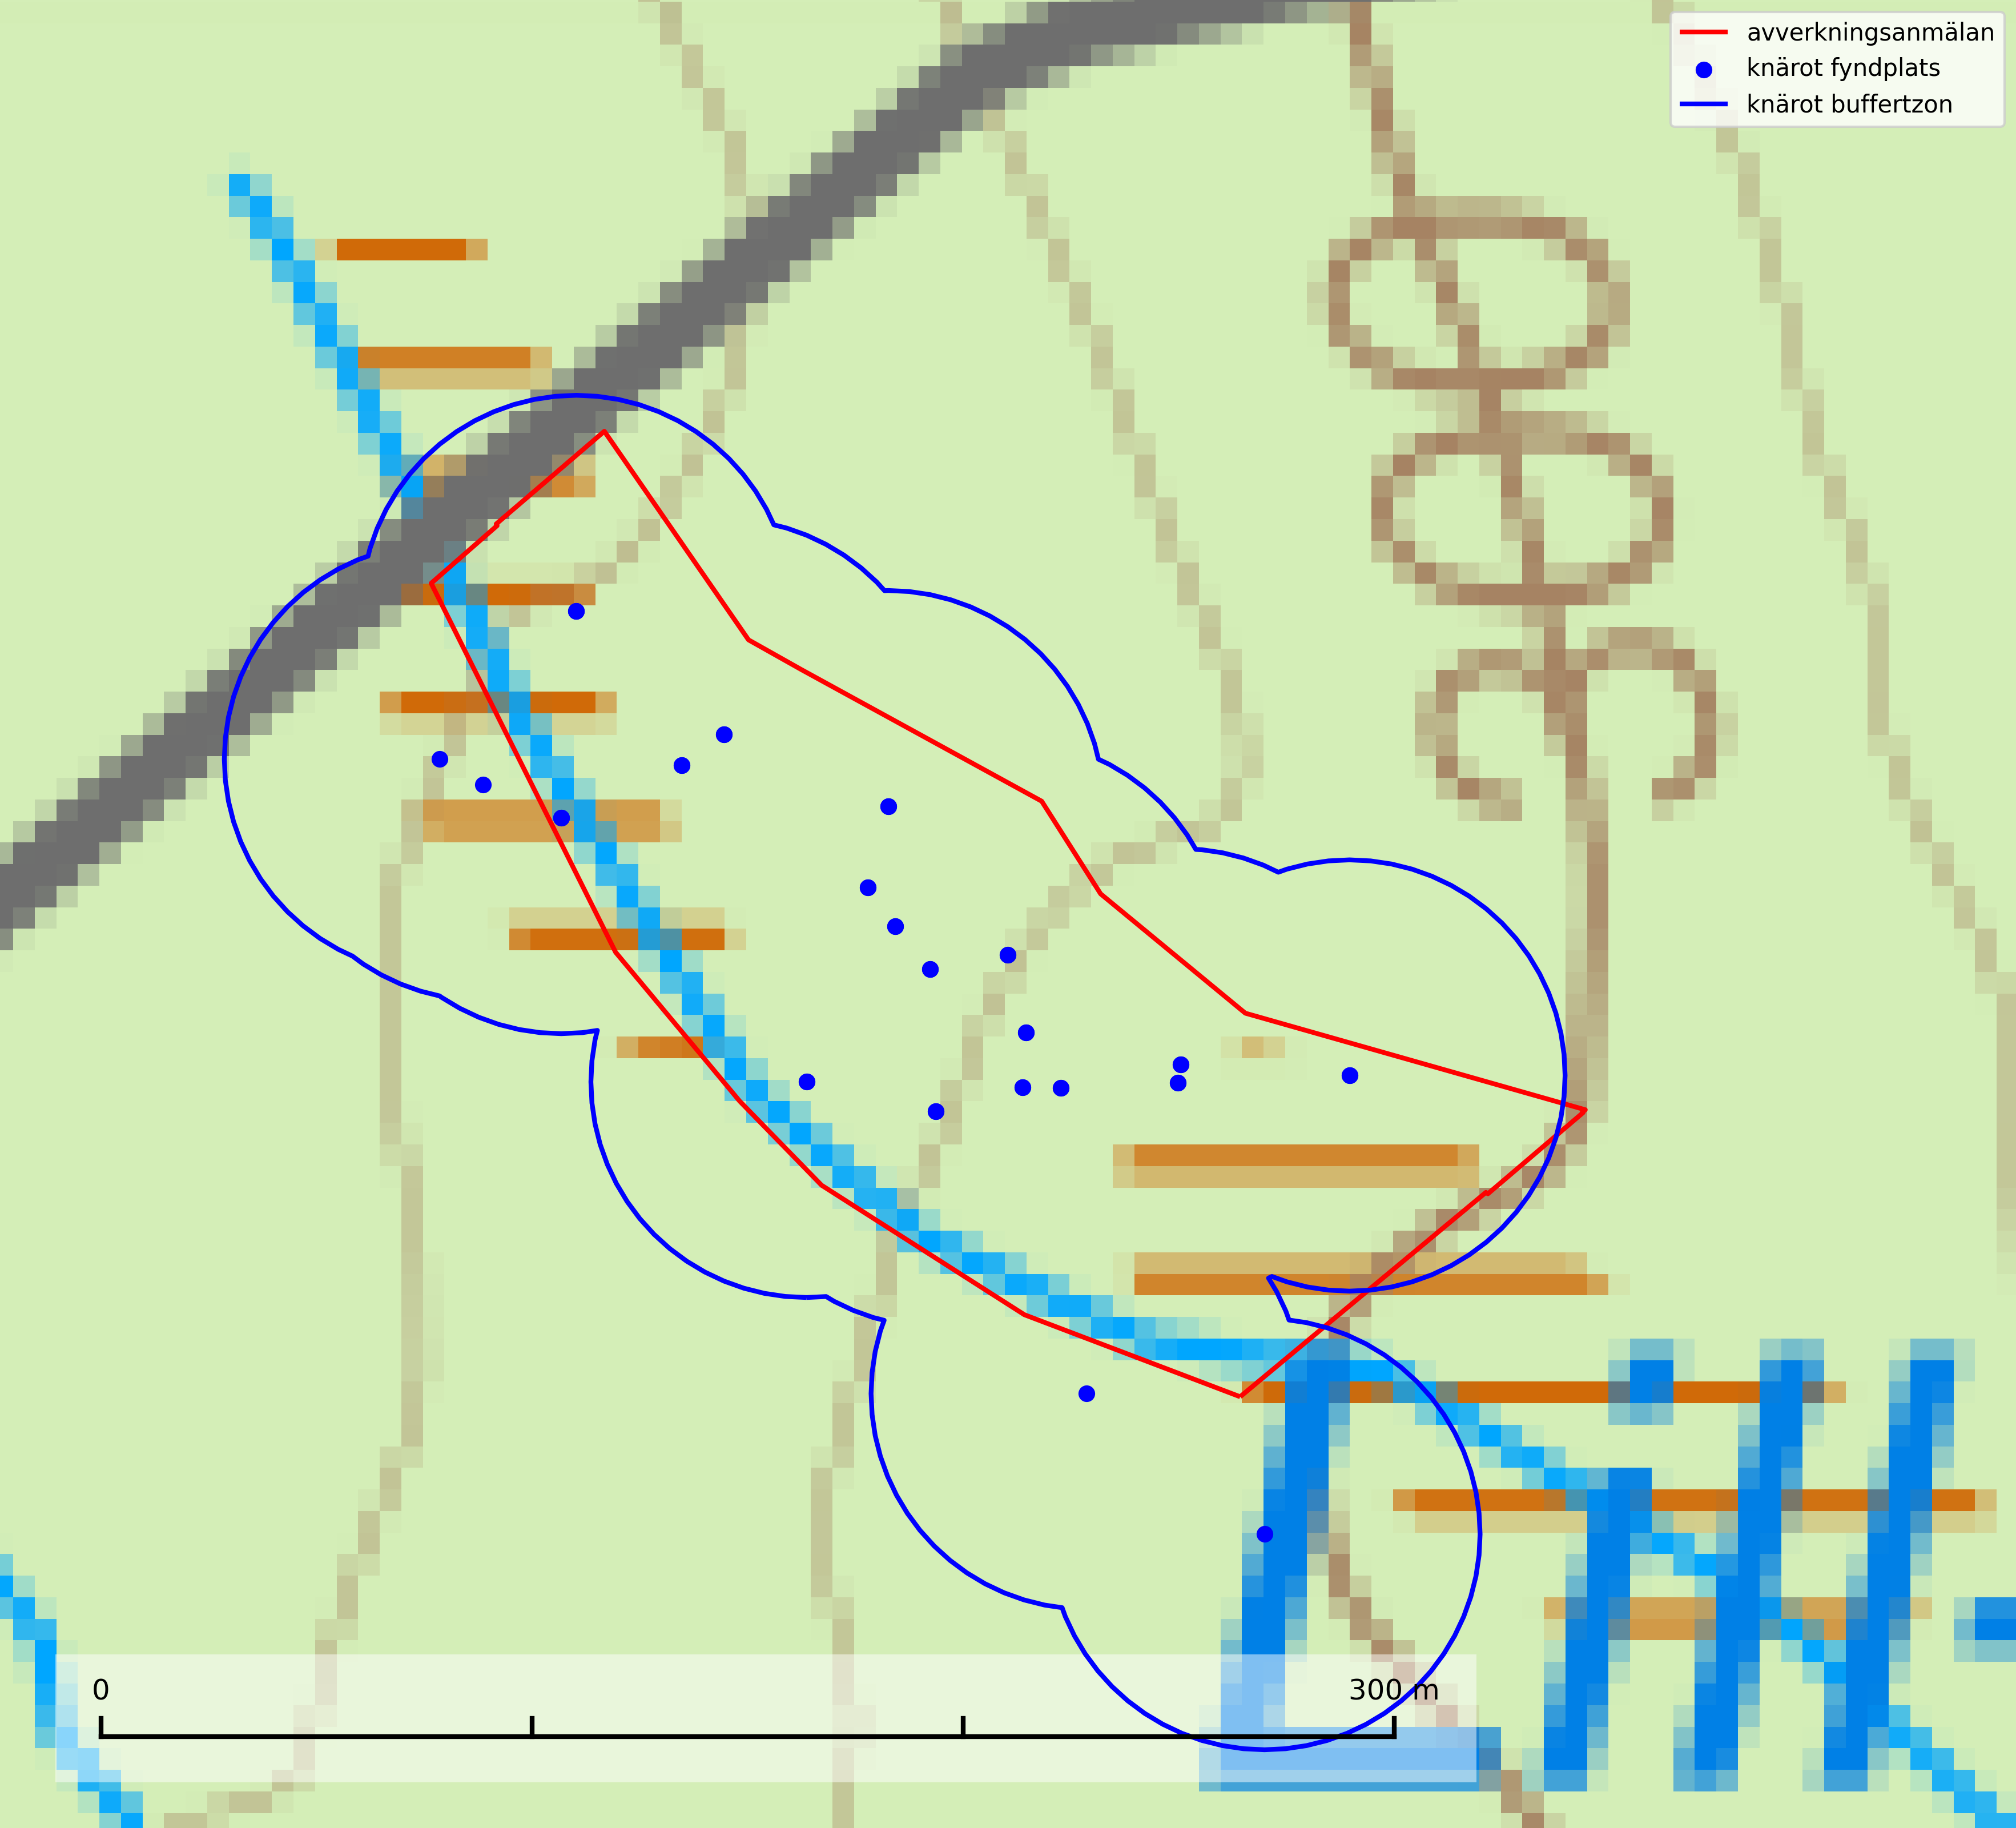 avverkningsanmälan
knärot fyndplats
knärot buffertzon
0
300 m